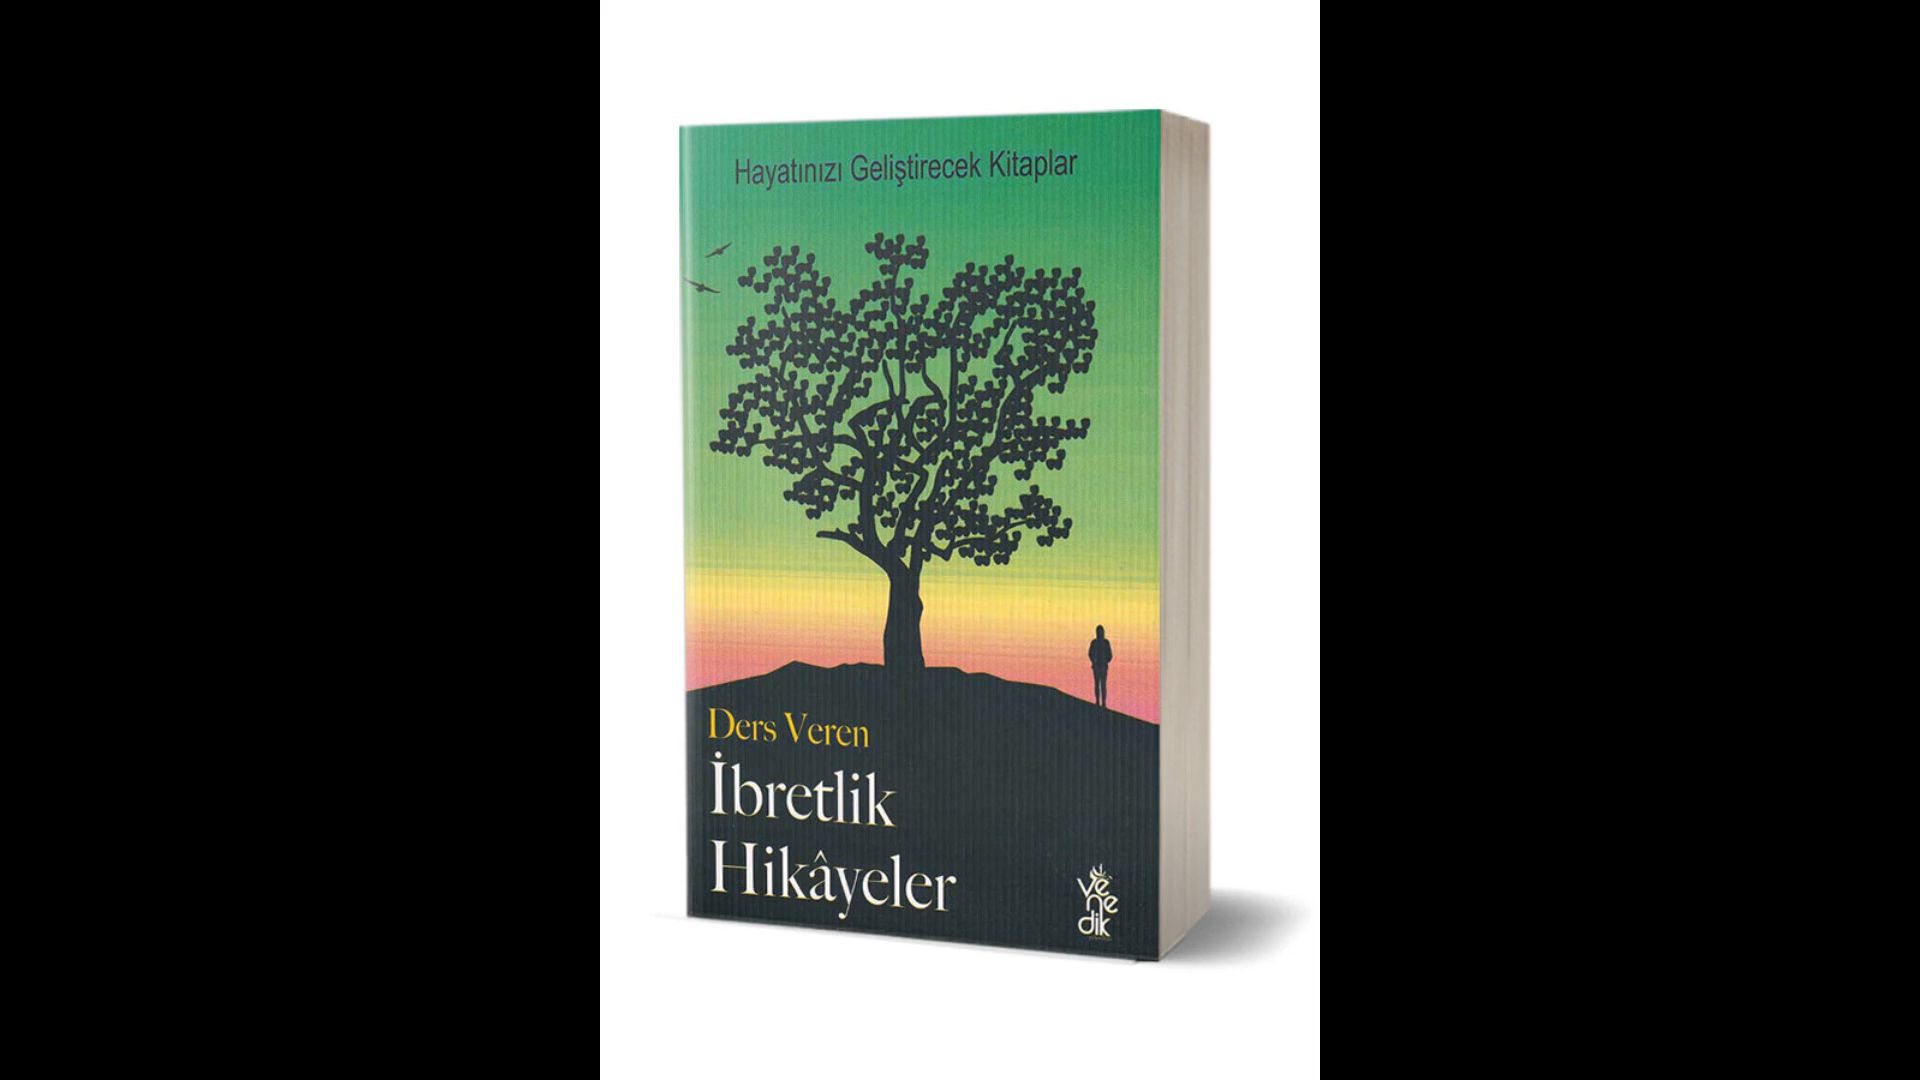 Hayatınızı Geliştirecek Kitaplar
Ders Veren
İbretlik
Hikâyeler
Venedik